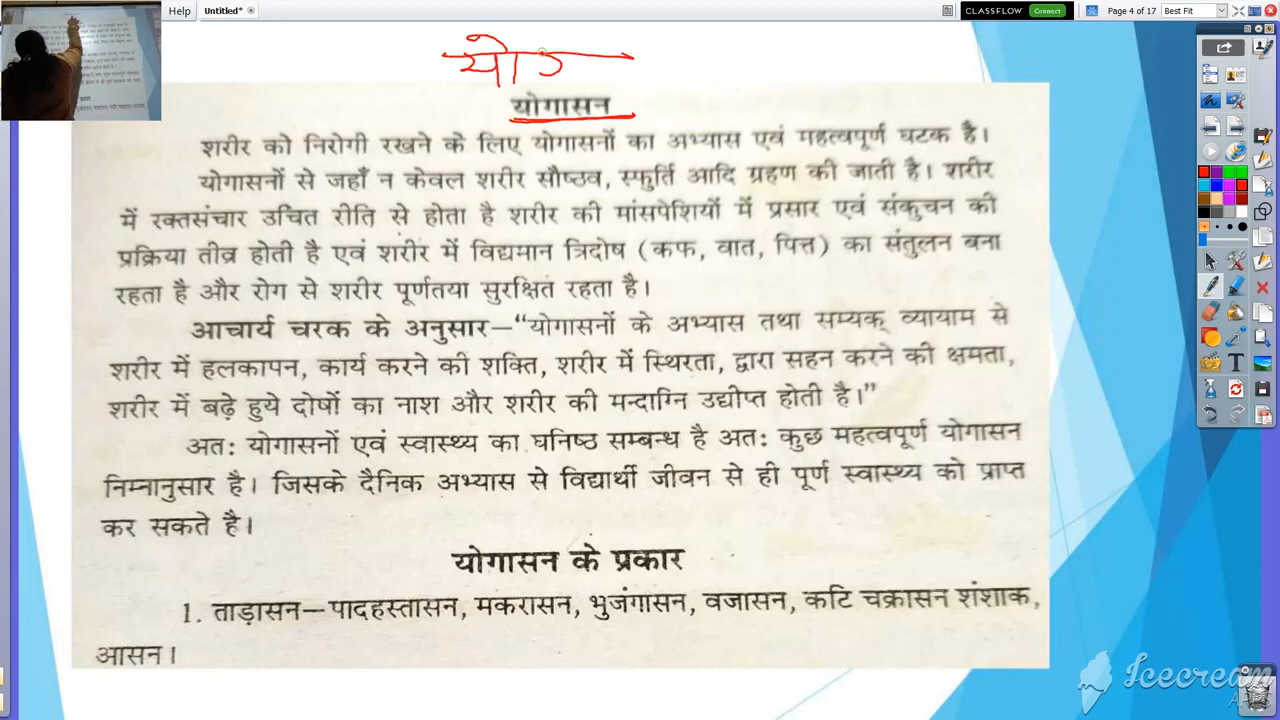 Help
Untitled*
CLASSFLOW
Connect
Page 4 of 17
Best Fit
योग
योगासन
शरीर को निरोगी रखने के लिए योगासनों का अभ्यास एवं महत्वपूर्ण घटक है।
योगासनों से जहाँ न केवल शरीर सौष्ठव, स्फुर्ति आदि ग्रहण की जाती है। शरीर
में रक्तसंचार उचित रीति से होता है शरीर की मांसपेशियों में प्रसार एवं संकुचन की
प्रक्रिया तीव्र होती है एवं शरीर में विद्यमान त्रिदोष (कफ, वात, पित्त) का संतुलन बना
रहता है और रोग से शरीर पूर्णतया सुरक्षित रहता है।
आचार्य चरक के अनुसार–“योगासनों के अभ्यास तथा सम्यक् व्यायाम से
शरीर में हलकापन, कार्य करने की शक्ति, शरीर में स्थिरता, द्वारा सहन करने की क्षमता,
शरीर में बढ़े हुये दोषों का नाश और शरीर की मन्दाग्नि उद्यीप्त होती है।”
अतः योगासनों एवं स्वास्थ्य का घनिष्ठ सम्बन्ध है अतः कुछ महत्वपूर्ण योगासन
निम्नानुसार है। जिसके दैनिक अभ्यास से विद्यार्थी जीवन से ही पूर्ण स्वास्थ्य को प्राप्त
कर सकते है।
योगासन के प्रकार
1. ताड़ासन–पादहस्तासन, मकरासन, भुजंगासन, वजासन, कटि चक्रासन शंशाक,
आसन।
Icecream
APPS